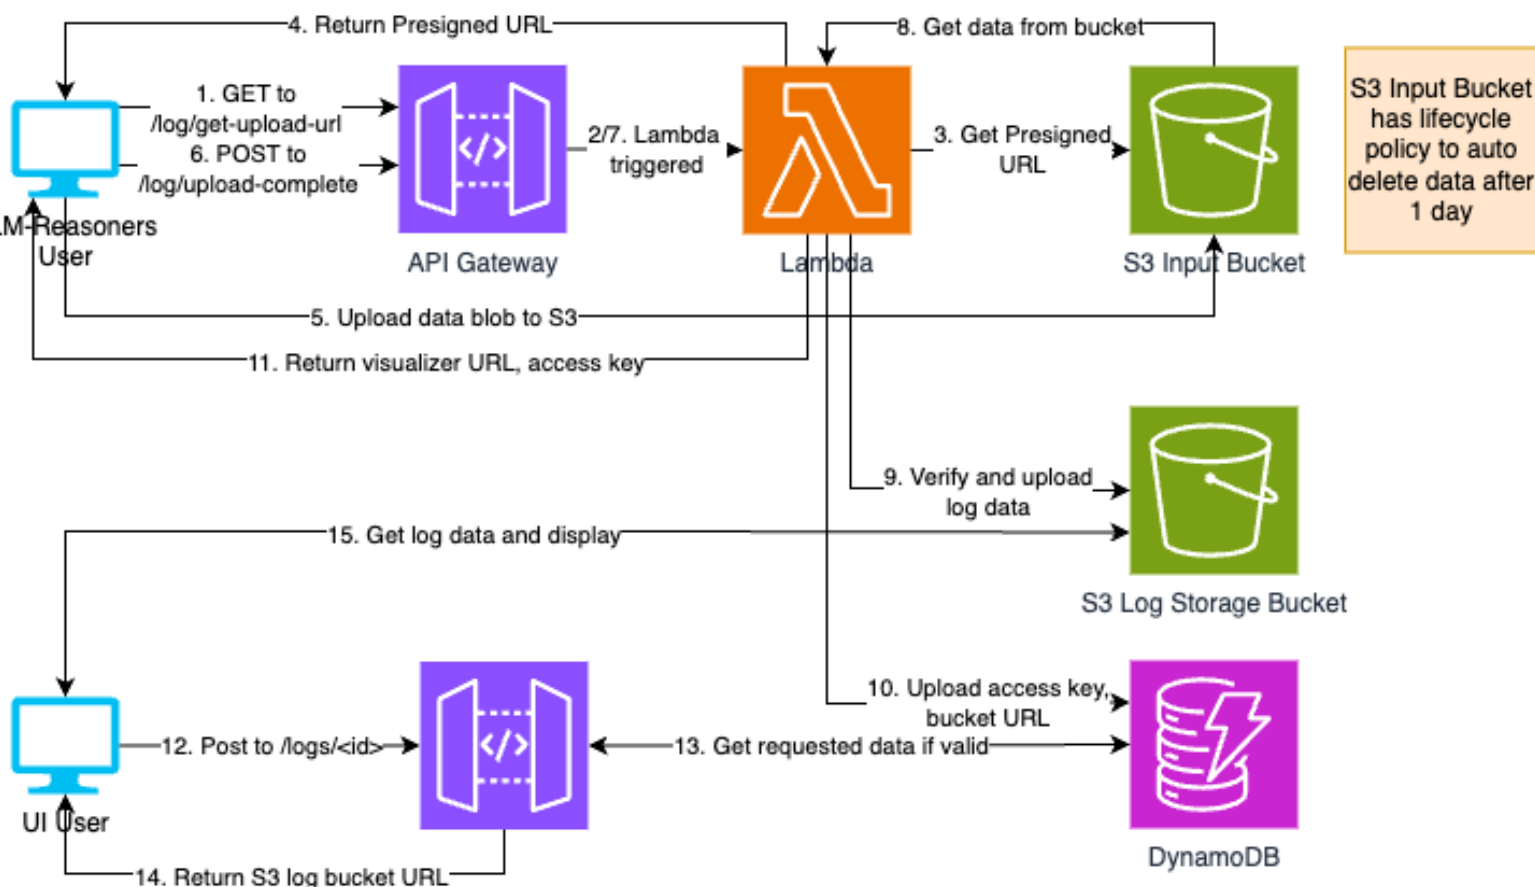 4. Return Presigned URL
8. Get data from bucket
1. GET to
/log/get-upload-url
6. POST to
/log/upload-complete
2/7. Lambda
triggered
3. Get Presigned
URL
S3 Input Bucket
has lifecycle
policy to auto
delete data after
1 day
LM-Reasoners
User
API Gateway
Lambda
S3 Input Bucket
5. Upload data blob to S3
11. Return visualizer URL, access key
9. Verify and upload
log data
15. Get log data and display
S3 Log Storage Bucket
10. Upload access key,
bucket URL
12. Post to /logs/<id>
13. Get requested data if valid
UI User
DynamoDB
14. Return S3 log bucket URL